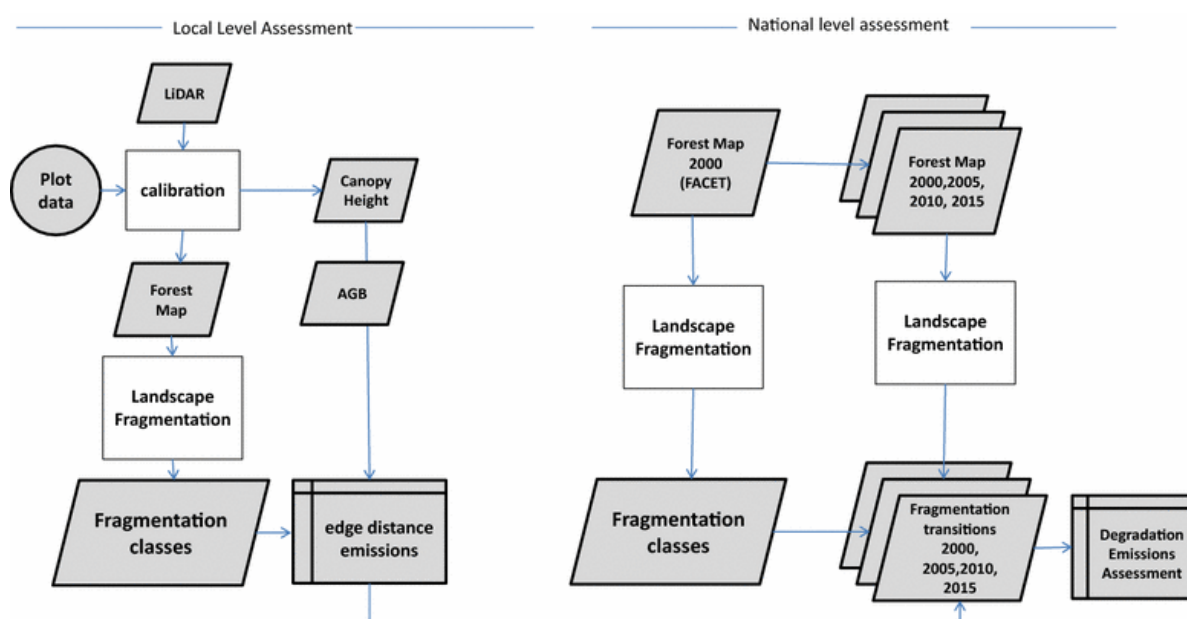 Local Level Assessment
National level assessment
LiDAR
Plot
data
calibration
Canopy
Height
Forest
Map
AGB
Landscape
Fragmentation
Fragmentation
classes
edge distance
emissions
Forest Map
2000
(FACET)
Forest Map
2000,2005,
2010, 2015
Landscape
Fragmentation
Landscape
Fragmentation
Fragmentation
classes
Fragmentation
transitions
2000,
2005,2010,
2015
Degradation
Emissions
Assessment